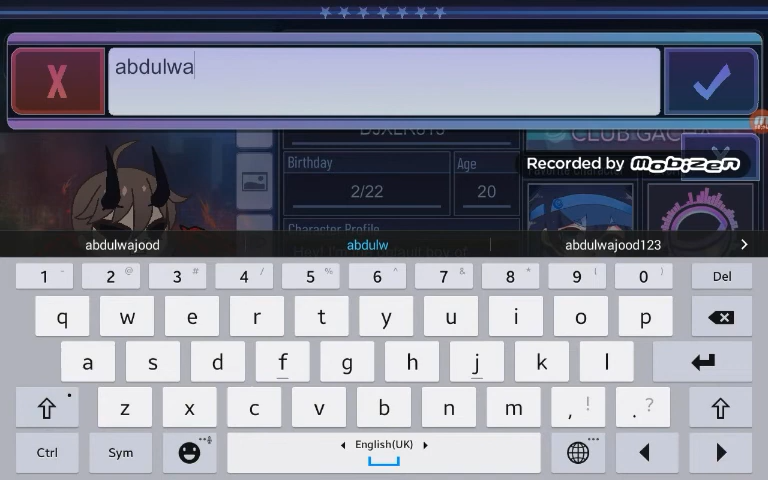 X
abdulwa
CLUB GACHA
Recorded by mobizen
Birthday
Age
2/22
20
Character Profile
abdulwajood abdulw abdulwajood123
1 - 2 @ 3 # 4 / 5 % 6 ^ 7 & 8 * 9 ( 0 ) Del
q w e r t y u i o p
a s d f g h j k l
z x c v b n m , ! . ?
Ctrl Sym English(UK)